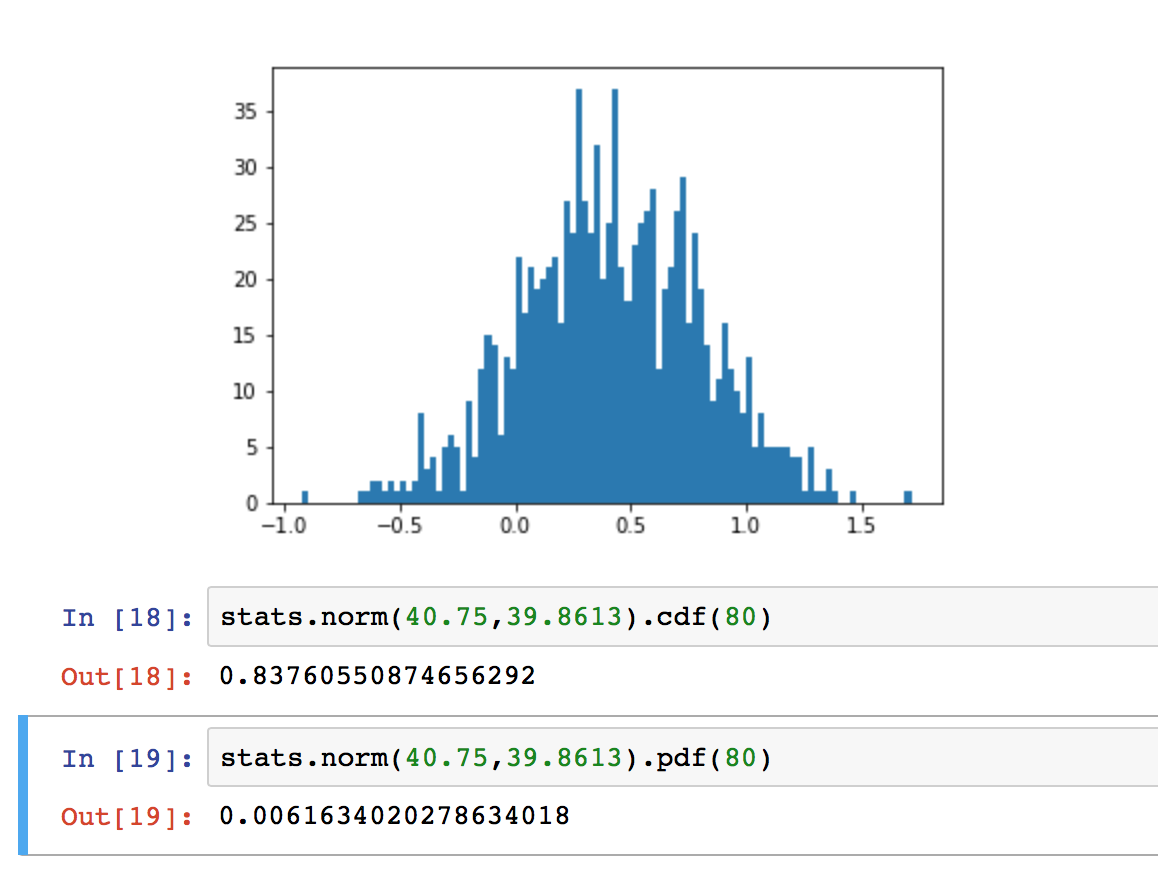 35
30
25
20
15
10
5
0
−1.0 −0.5 0.0 0.5 1.0 1.5
In [18]: stats.norm(40.75,39.8613).cdf(80)
Out[18]: 0.83760550874656292
In [19]: stats.norm(40.75,39.8613).pdf(80)
Out[19]: 0.0061634020278634018